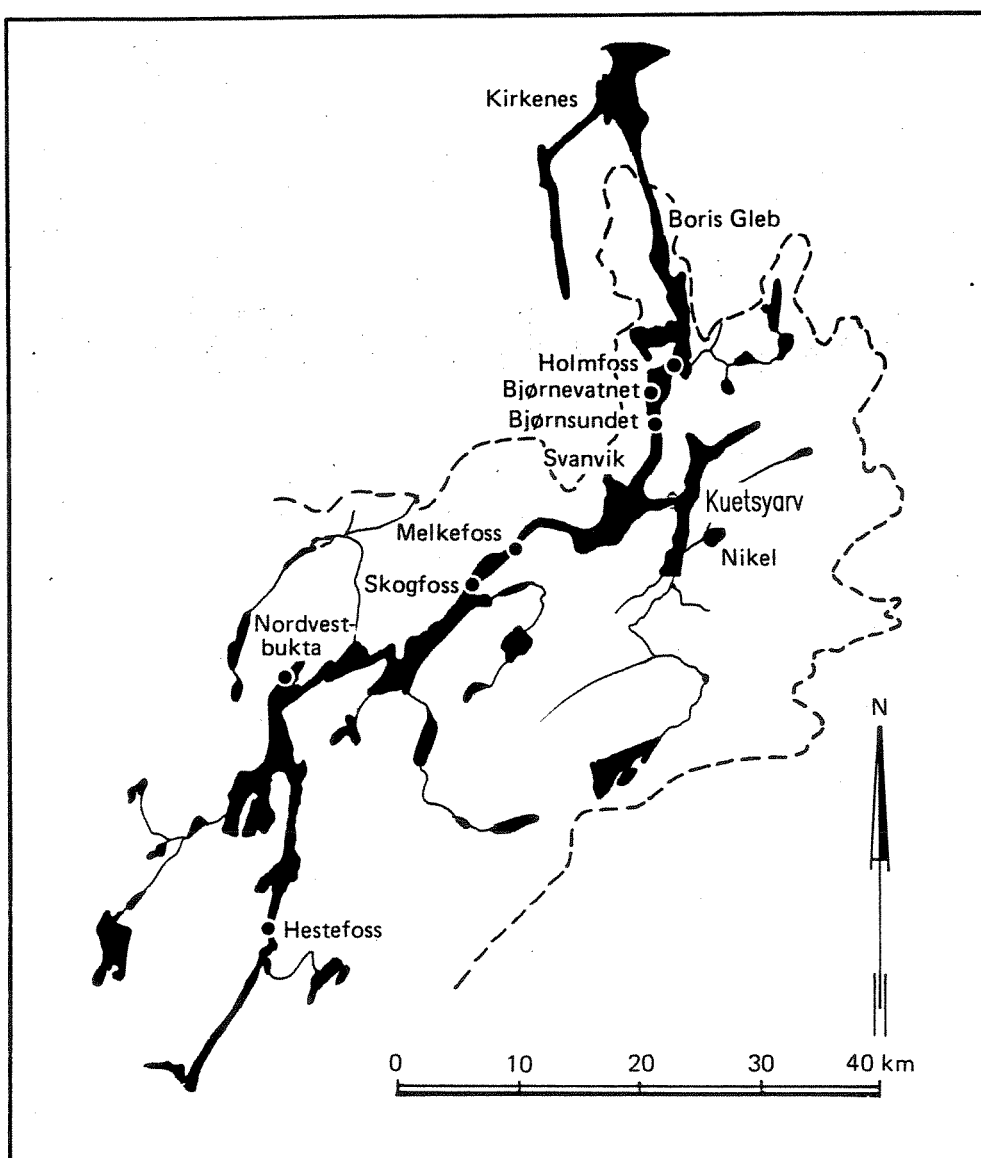 Kirkenes
Boris Gleb
Holmfoss
Bjørnevatnet
Bjørnsundet
Svanvik
Kuetsyarv
Melkefoss
Nikel
Skogfoss
Nordvest-
bukta
N
Hestefoss
0 10 20 30 40 km